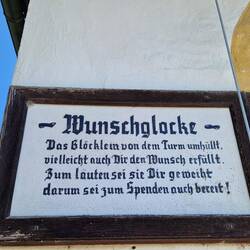 ~ Wunschglocke ~
Das Glöcklein von dem Turm umhüllt,
vielleicht auch Dir den Wunsch erfüllt.
Zum läuten sei sie Dir geweiht
darum sei zum Spenden auch bereit!